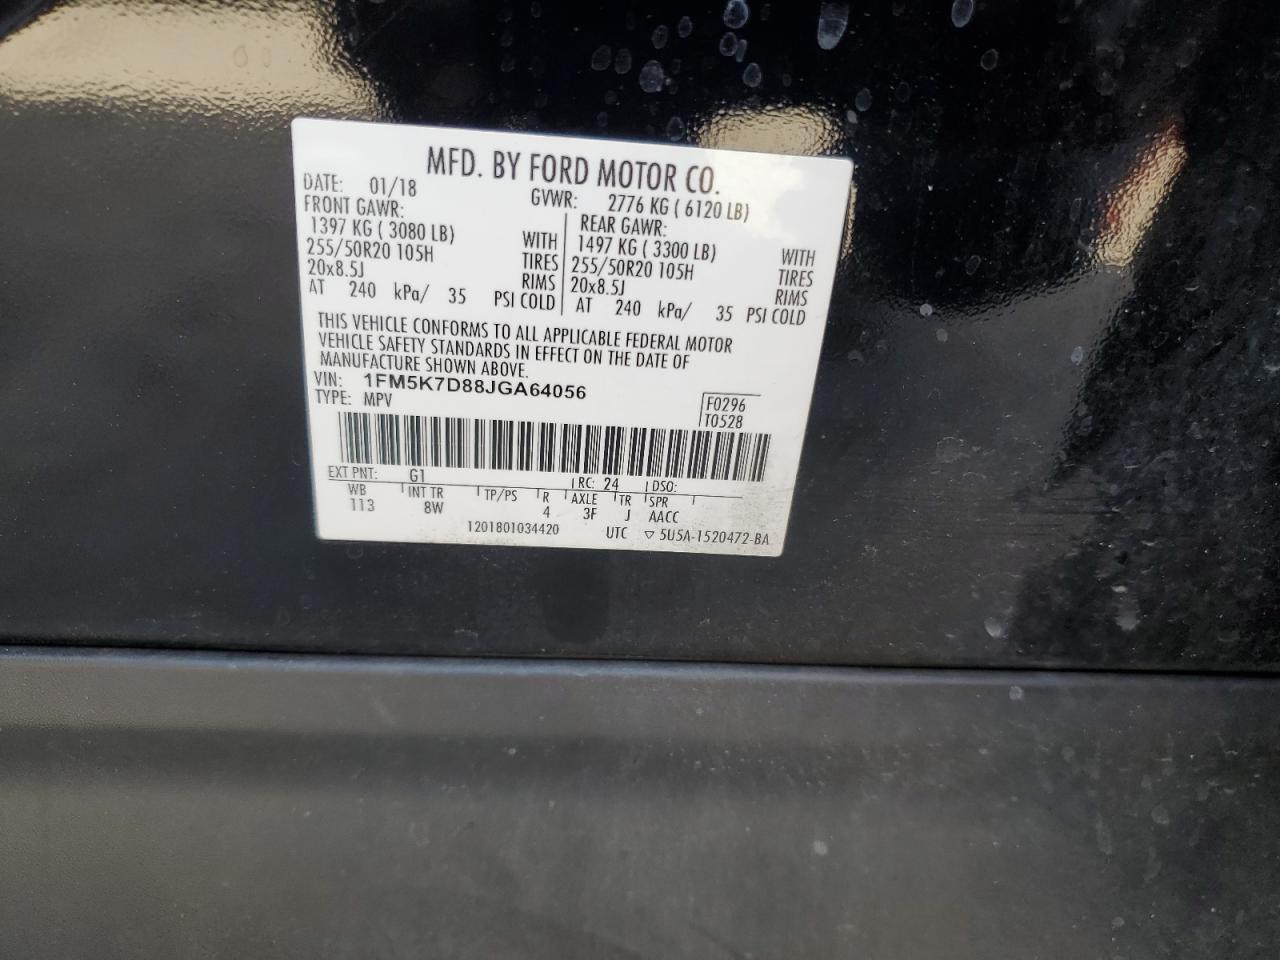 MFD. BY FORD MOTOR CO.
DATE: 01/18 GVWR: 2776 KG ( 6120 LB)
FRONT GAWR: REAR GAWR:
1397 KG ( 3080 LB) WITH 1497 KG ( 3300 LB) WITH
255/50R20 105H TIRES 255/50R20 105H TIRES
20x8.5J RIMS 20x8.5J RIMS
AT 240 kPa/ 35 PSI COLD AT 240 kPa/ 35 PSI COLD
THIS VEHICLE CONFORMS TO ALL APPLICABLE FEDERAL MOTOR
VEHICLE SAFETY STANDARDS IN EFFECT ON THE DATE OF
MANUFACTURE SHOWN ABOVE.
VIN: 1FM5K7D88JGA64056
TYPE: MPV F0296
T0528
EXT PNT: G1 RC: 24 DSO:
WB INT TR TP/PS R AXLE TR SPR
113 8W 4 3F J AACC
1201801034420 UTC ▽ 5U5A-1520472-BA